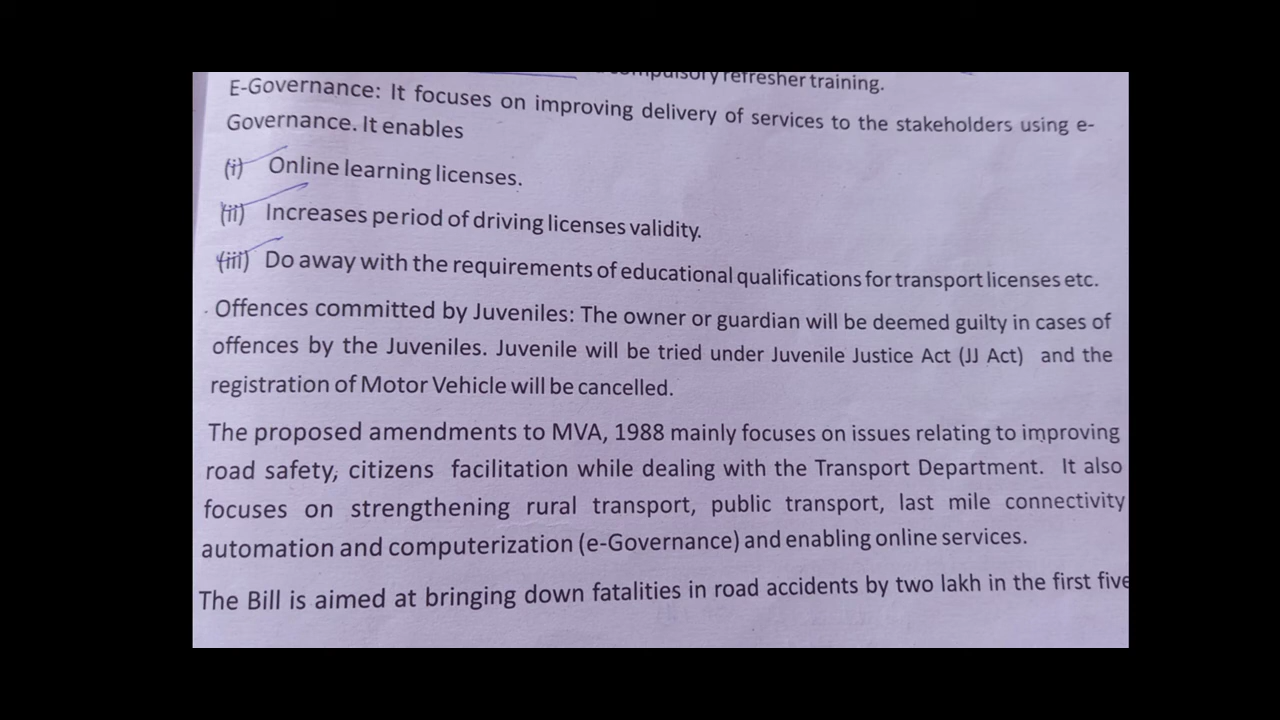 compulsory refresher training.
E-Governance: It focuses on improving delivery of services to the stakeholders using e-
Governance. It enables
(i) Online learning licenses.
(ii) Increases period of driving licenses validity.
(iii) Do away with the requirements of educational qualifications for transport licenses etc.
Offences committed by Juveniles: The owner or guardian will be deemed guilty in cases of
offences by the Juveniles. Juvenile will be tried under Juvenile Justice Act (JJ Act) and the
registration of Motor Vehicle will be cancelled.
The proposed amendments to MVA, 1988 mainly focuses on issues relating to improving
road safety, citizens facilitation while dealing with the Transport Department. It also
focuses on strengthening rural transport, public transport, last mile connectivity
automation and computerization (e-Governance) and enabling online services.
The Bill is aimed at bringing down fatalities in road accidents by two lakh in the first five